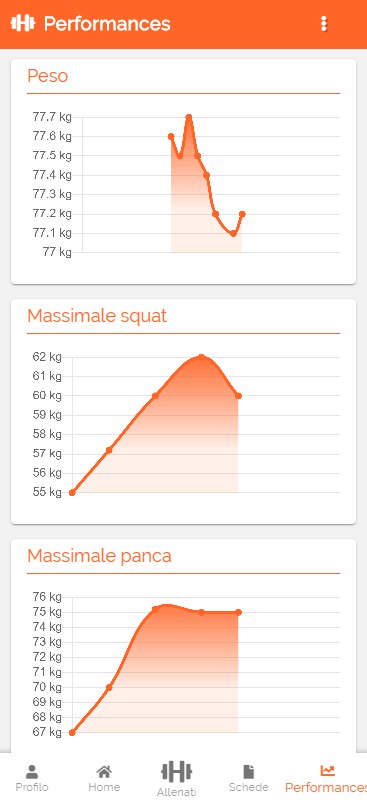 Performances
Peso
77.7 kg
77.6 kg
77.5 kg
77.4 kg
77.3 kg
77.2 kg
77.1 kg
77 kg
Massimale squat
62 kg
61 kg
60 kg
59 kg
58 kg
57 kg
56 kg
55 kg
Massimale panca
76 kg
75 kg
74 kg
73 kg
72 kg
71 kg
70 kg
69 kg
68 kg
67 kg
Profilo
Home
Allenati
Schede
Performances